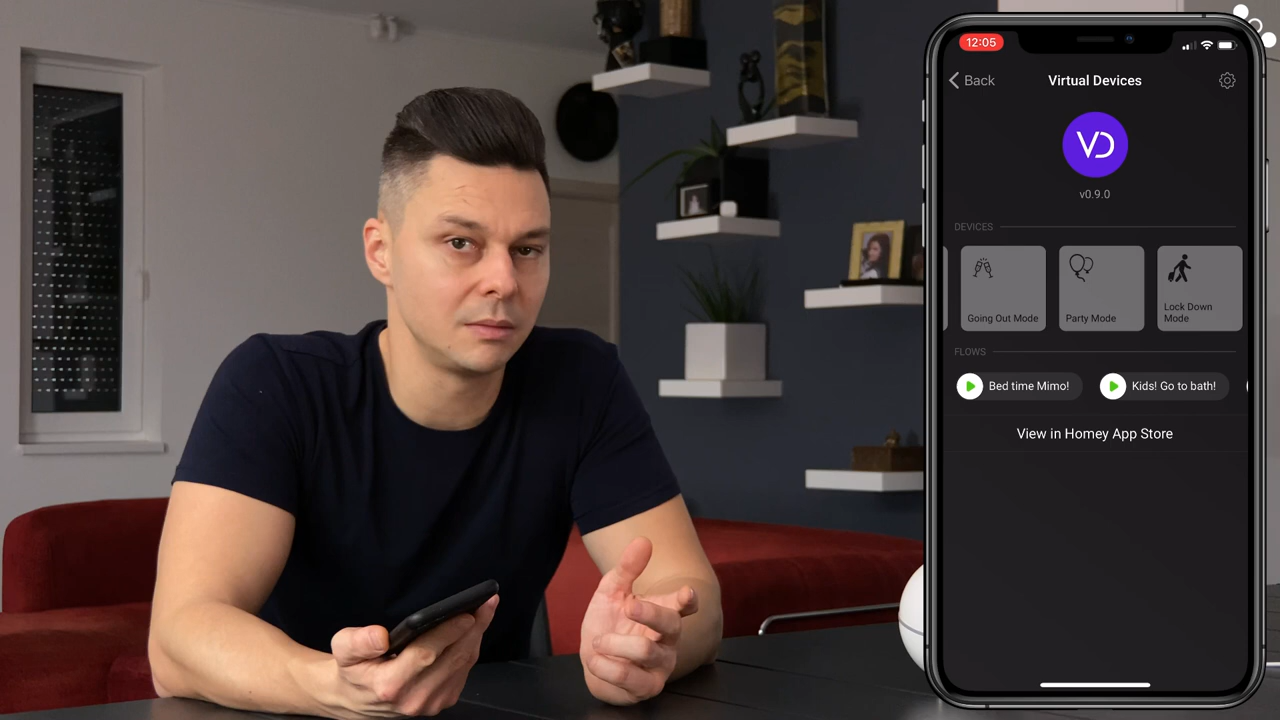 12:05
Back
Virtual Devices
VD
v0.9.0
DEVICES
Going Out Mode
Party Mode
Lock Down
Mode
FLOWS
Bed time Mimo!
Kids! Go to bath!
View in Homey App Store